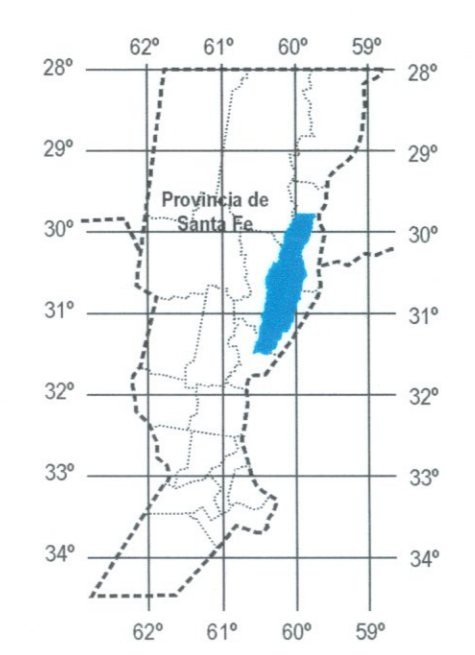 62º 61º 60º 59º
28º 28º
29º 29º
Provincia de
Santa Fe
30º 30º
31º 31º
32º 32º
33º 33º
34º 34º
62º 61º 60º 59º